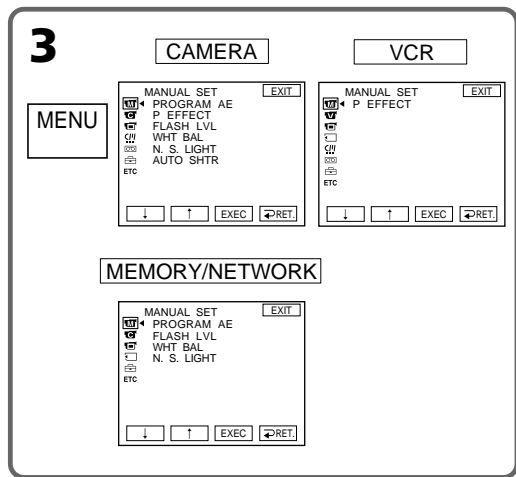 3
CAMERA
VCR
MENU
MANUAL SET EXIT
PROGRAM AE
P EFFECT
FLASH LVL
WHT BAL
N. S. LIGHT
AUTO SHTR
ETC
↓ ↑ EXEC RET.
MANUAL SET EXIT
P EFFECT
ETC
↓ ↑ EXEC RET.
MEMORY/NETWORK
MANUAL SET EXIT
PROGRAM AE
FLASH LVL
WHT BAL
N. S. LIGHT
ETC
↓ ↑ EXEC RET.